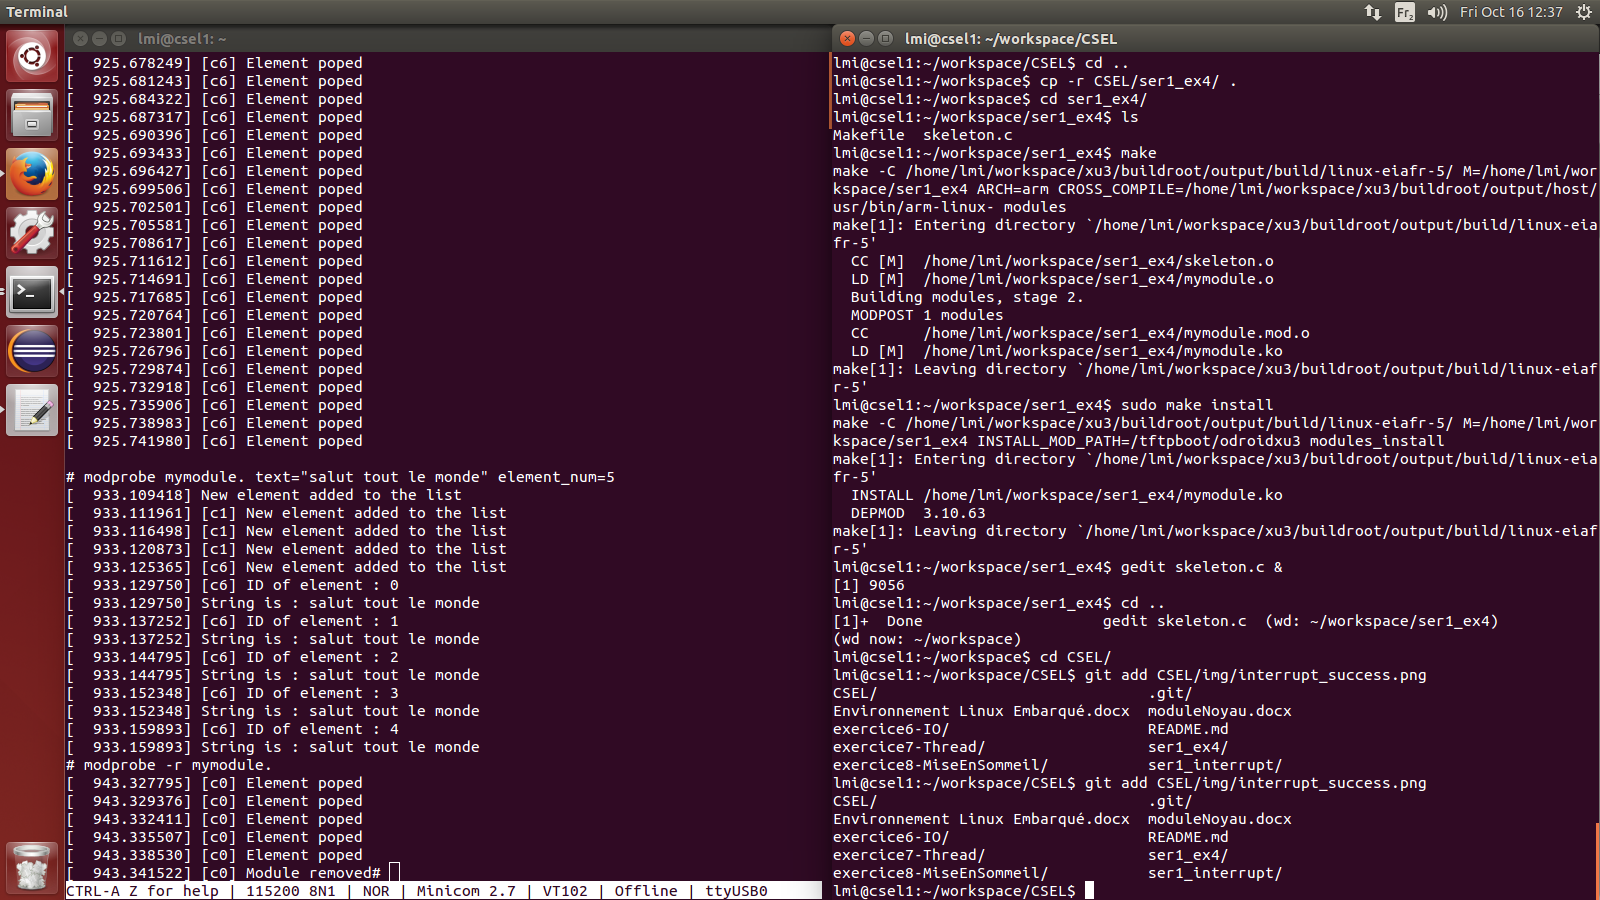 Terminal
Fr2
Fri Oct 16 12:37
lmi@csel1: ~
[  925.678249] [c6] Element poped
[  925.681243] [c6] Element poped
[  925.684322] [c6] Element poped
[  925.687317] [c6] Element poped
[  925.690396] [c6] Element poped
[  925.693433] [c6] Element poped
[  925.696427] [c6] Element poped
[  925.699506] [c6] Element poped
[  925.702501] [c6] Element poped
[  925.705581] [c6] Element poped
[  925.708617] [c6] Element poped
[  925.711612] [c6] Element poped
[  925.714691] [c6] Element poped
[  925.717685] [c6] Element poped
[  925.720764] [c6] Element poped
[  925.723801] [c6] Element poped
[  925.726796] [c6] Element poped
[  925.729874] [c6] Element poped
[  925.732918] [c6] Element poped
[  925.735906] [c6] Element poped
[  925.738983] [c6] Element poped
[  925.741980] [c6] Element poped
# modprobe mymodule. text="salut tout le monde" element_num=5
[  933.109418] New element added to the list
[  933.111961] [c1] New element added to the list
[  933.116498] [c1] New element added to the list
[  933.120873] [c1] New element added to the list
[  933.125365] [c6] New element added to the list
[  933.129750] [c6] ID of element : 0
[  933.129750] String is : salut tout le monde
[  933.137252] [c6] ID of element : 1
[  933.137252] String is : salut tout le monde
[  933.144795] [c6] ID of element : 2
[  933.144795] String is : salut tout le monde
[  933.152348] [c6] ID of element : 3
[  933.152348] String is : salut tout le monde
[  933.159893] [c6] ID of element : 4
[  933.159893] String is : salut tout le monde
# modprobe -r mymodule.
[  943.327795] [c0] Element poped
[  943.329376] [c0] Element poped
[  943.332411] [c0] Element poped
[  943.335507] [c0] Element poped
[  943.338530] [c0] Element poped
[  943.341522] [c0] Module removed#
CTRL-A Z for help | 115200 8N1 | NOR | Minicom 2.7 | VT102 | Offline | ttyUSB0
lmi@csel1: ~/workspace/CSEL
lmi@csel1:~/workspace/CSEL$ cd ..
lmi@csel1:~/workspace$ cp -r CSEL/ser1_ex4/ .
lmi@csel1:~/workspace$ cd ser1_ex4/
lmi@csel1:~/workspace/ser1_ex4$ ls
Makefile  skeleton.c
lmi@csel1:~/workspace/ser1_ex4$ make
make -C /home/lmi/workspace/xu3/buildroot/output/build/linux-eiafr-5/ M=/home/lmi/wor
kspace/ser1_ex4 ARCH=arm CROSS_COMPILE=/home/lmi/workspace/xu3/buildroot/output/host/
usr/bin/arm-linux- modules
make[1]: Entering directory `/home/lmi/workspace/xu3/buildroot/output/build/linux-eia
fr-5'
  CC [M]  /home/lmi/workspace/ser1_ex4/skeleton.o
  LD [M]  /home/lmi/workspace/ser1_ex4/mymodule.o
  Building modules, stage 2.
  MODPOST 1 modules
  CC      /home/lmi/workspace/ser1_ex4/mymodule.mod.o
  LD [M]  /home/lmi/workspace/ser1_ex4/mymodule.ko
make[1]: Leaving directory `/home/lmi/workspace/xu3/buildroot/output/build/linux-eiaf
r-5'
lmi@csel1:~/workspace/ser1_ex4$ sudo make install
make -C /home/lmi/workspace/xu3/buildroot/output/build/linux-eiafr-5/ M=/home/lmi/wor
kspace/ser1_ex4 INSTALL_MOD_PATH=/tftpboot/odroidxu3 modules_install
make[1]: Entering directory `/home/lmi/workspace/xu3/buildroot/output/build/linux-eia
fr-5'
  INSTALL /home/lmi/workspace/ser1_ex4/mymodule.ko
  DEPMOD  3.10.63
make[1]: Leaving directory `/home/lmi/workspace/xu3/buildroot/output/build/linux-eiaf
r-5'
lmi@csel1:~/workspace/ser1_ex4$ gedit skeleton.c &
[1] 9056
lmi@csel1:~/workspace/ser1_ex4$ cd ..
[1]+  Done                    gedit skeleton.c  (wd: ~/workspace/ser1_ex4)
(wd now: ~/workspace)
lmi@csel1:~/workspace$ cd CSEL/
lmi@csel1:~/workspace/CSEL$ git add CSEL/img/interrupt_success.png
CSEL/                              .git/
Environnement Linux Embarqué.docx  moduleNoyau.docx
exercice6-IO/                      README.md
exercice7-Thread/                  ser1_ex4/
exercice8-MiseEnSommeil/           ser1_interrupt/
lmi@csel1:~/workspace/CSEL$ git add CSEL/img/interrupt_success.png
CSEL/                              .git/
Environnement Linux Embarqué.docx  moduleNoyau.docx
exercice6-IO/                      README.md
exercice7-Thread/                  ser1_ex4/
exercice8-MiseEnSommeil/           ser1_interrupt/
lmi@csel1:~/workspace/CSEL$